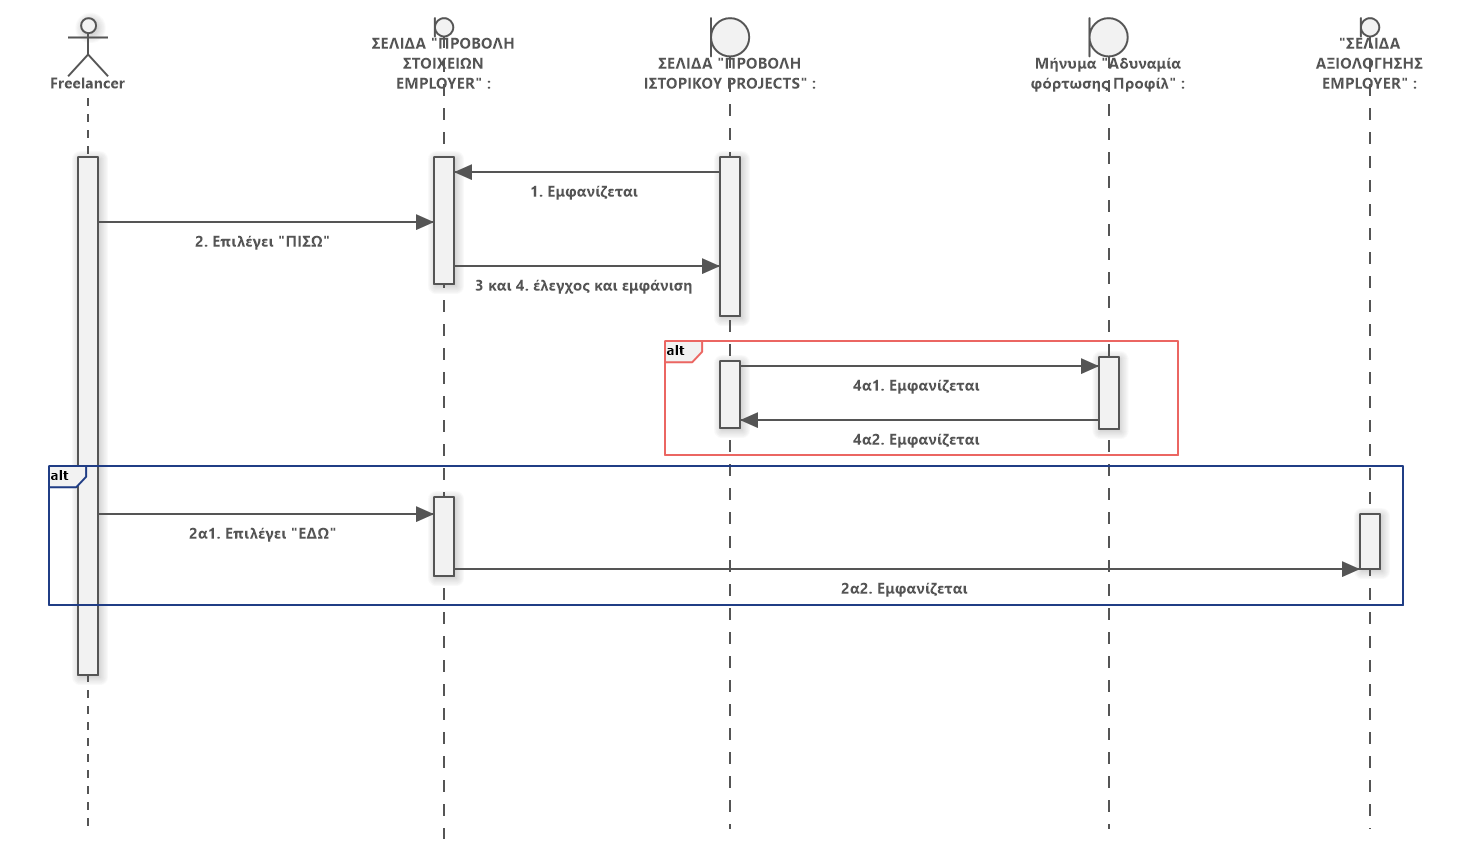 Freelancer
ΣΕΛΙΔΑ "ΠΡΟΒΟΛΗ
ΣΤΟΙΧΕΙΩΝ
EMPLOYER" :
ΣΕΛΙΔΑ "ΠΡΟΒΟΛΗ
ΙΣΤΟΡΙΚΟΥ PROJECTS" :
Μήνυμα "Αδυναμία
φόρτωσης Προφίλ" :
"ΣΕΛΙΔΑ
ΑΞΙΟΛΟΓΗΣΗΣ
EMPLOYER" :
1. Εμφανίζεται
2. Επιλέγει "ΠΙΣΩ"
3 και 4. έλεγχος και εμφάνιση
alt
4α1. Εμφανίζεται
4α2. Εμφανίζεται
alt
2α1. Επιλέγει "ΕΔΩ"
2α2. Εμφανίζεται